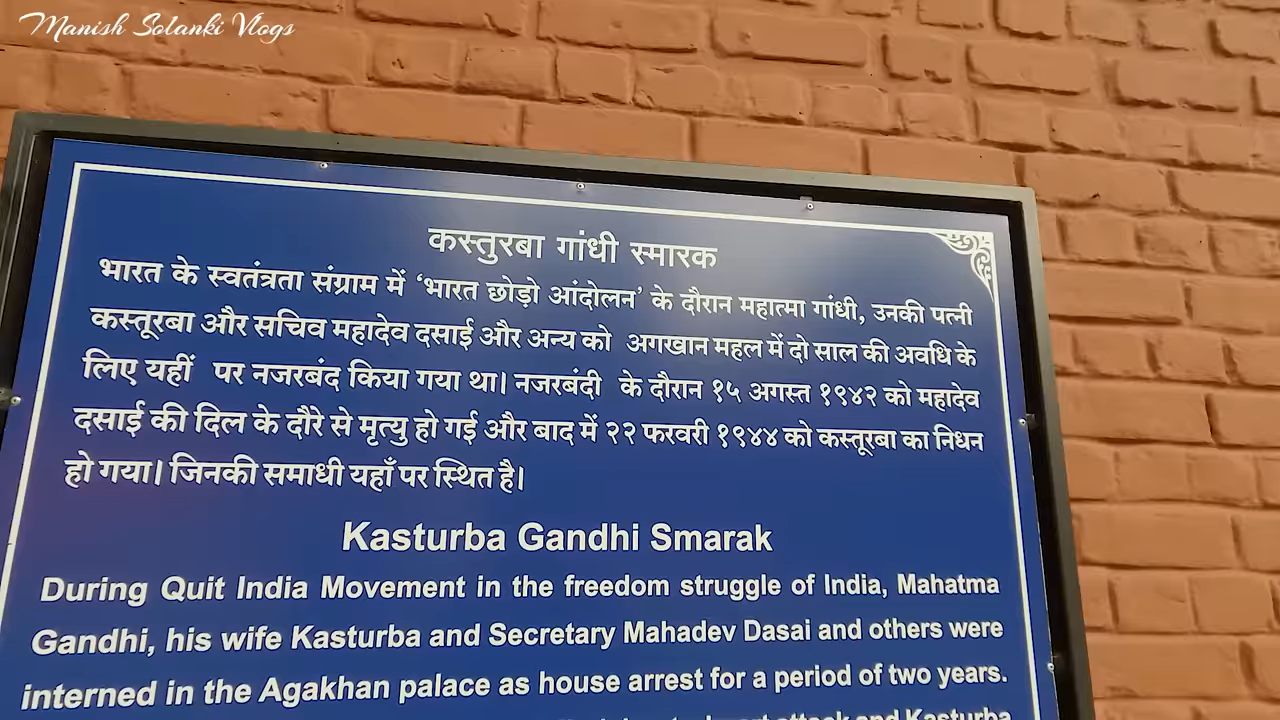 Manish Solanki Vlogs
कस्तुरबा गांधी स्मारक
भारत के स्वतंत्रता संग्राम में ‘भारत छोड़ो आंदोलन’ के दौरान महात्मा गांधी, उनकी पत्नी
कस्तूरबा और सचिव महादेव दसाई और अन्य को अगखान महल में दो साल की अवधि के
लिए यहीं पर नजरबंद किया गया था। नजरबंदी के दौरान १५ अगस्त १९४२ को महादेव
दसाई की दिल के दौरे से मृत्यु हो गई और बाद में २२ फरवरी १९४४ को कस्तूरबा का निधन
हो गया। जिनकी समाधी यहाँ पर स्थित है।
Kasturba Gandhi Smarak
During Quit India Movement in the freedom struggle of India, Mahatma
Gandhi, his wife Kasturba and Secretary Mahadev Dasai and others were
interned in the Agakhan palace as house arrest for a period of two years.
attack and Kasturba